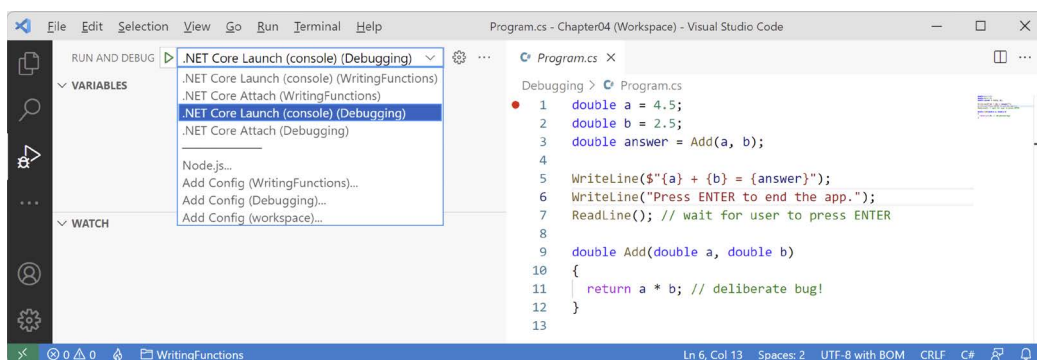 File Edit Selection View Go Run Terminal Help Program.cs - Chapter04 (Workspace) - Visual Studio Code
RUN AND DEBUG .NET Core Launch (console) (Debugging)
VARIABLES
.NET Core Launch (console) (WritingFunctions)
.NET Core Attach (WritingFunctions)
.NET Core Launch (console) (Debugging)
.NET Core Attach (Debugging)
Node.js...
Add Config (WritingFunctions)...
Add Config (Debugging)...
Add Config (workspace)...
WATCH
Program.cs
Debugging > Program.cs
1 double a = 4.5;
2 double b = 2.5;
3 double answer = Add(a, b);
4
5 WriteLine($"{a} + {b} = {answer}");
6 WriteLine("Press ENTER to end the app.");
7 ReadLine(); // wait for user to press ENTER
8
9 double Add(double a, double b)
10 {
11 return a * b; // deliberate bug!
12 }
13
0 0 WritingFunctions Ln 6, Col 13 Spaces: 2 UTF-8 with BOM CRLF C#